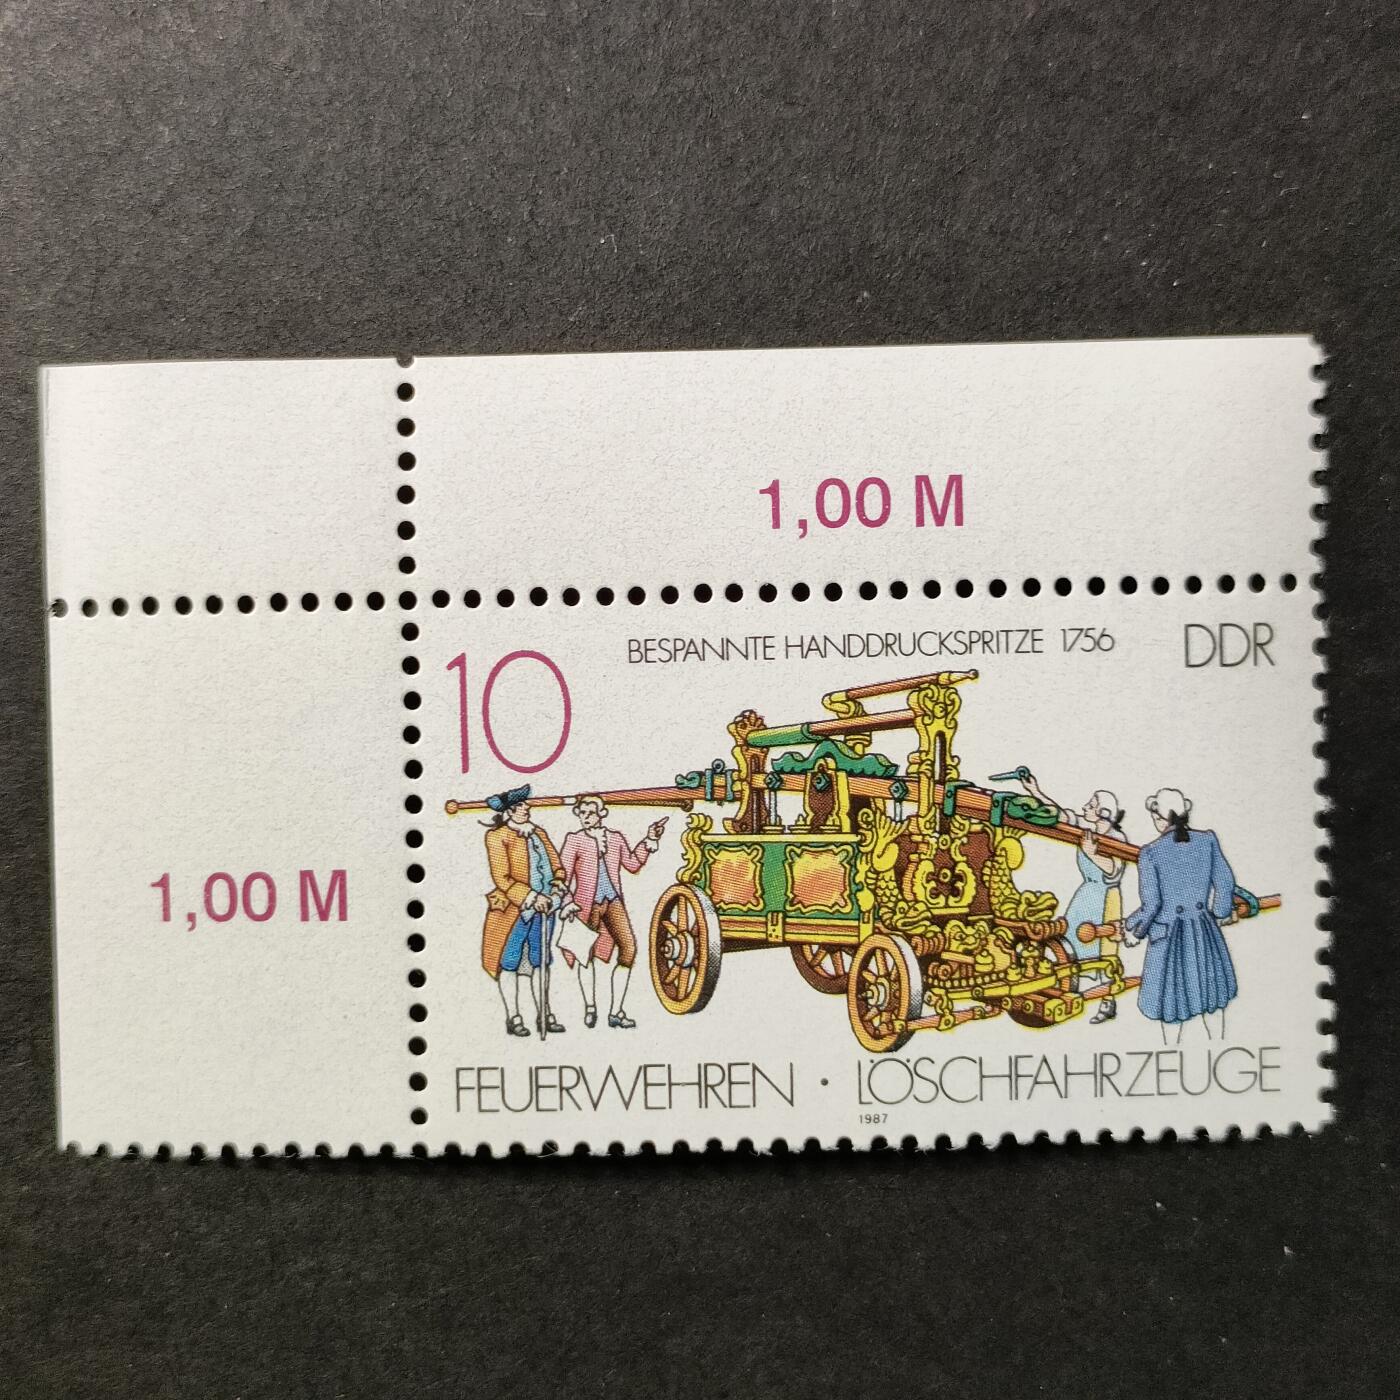 1,00 M
1,00 M
10
BESPANNTE HANDDRUCKSPRITZE 1756
DDR
FEUERWEHREN · LÖSCHFAHRZEUGE
1987